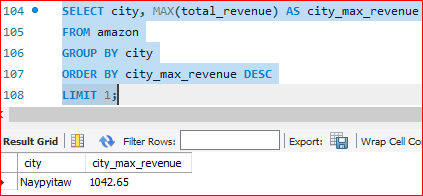 104 SELECT city, MAX(total_revenue) AS city_max_revenue
105 FROM amazon
106 GROUP BY city
107 ORDER BY city_max_revenue DESC
108 LIMIT 1;
Result Grid Filter Rows: Export: Wrap Cell Co
city city_max_revenue
Naypyitaw 1042.65